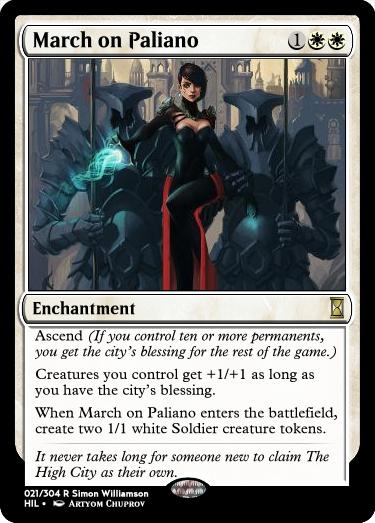 March on Paliano 1
Enchantment
Ascend (If you control ten or more permanents,
you get the city's blessing for the rest of the game.)
Creatures you control get +1/+1 as long as
you have the city's blessing.
When March on Paliano enters the battlefield,
create two 1/1 white Soldier creature tokens.
It never takes long for someone new to claim The
High City as their own.
021/304 R Simon Williamson
HIL • Artyom Chuprov